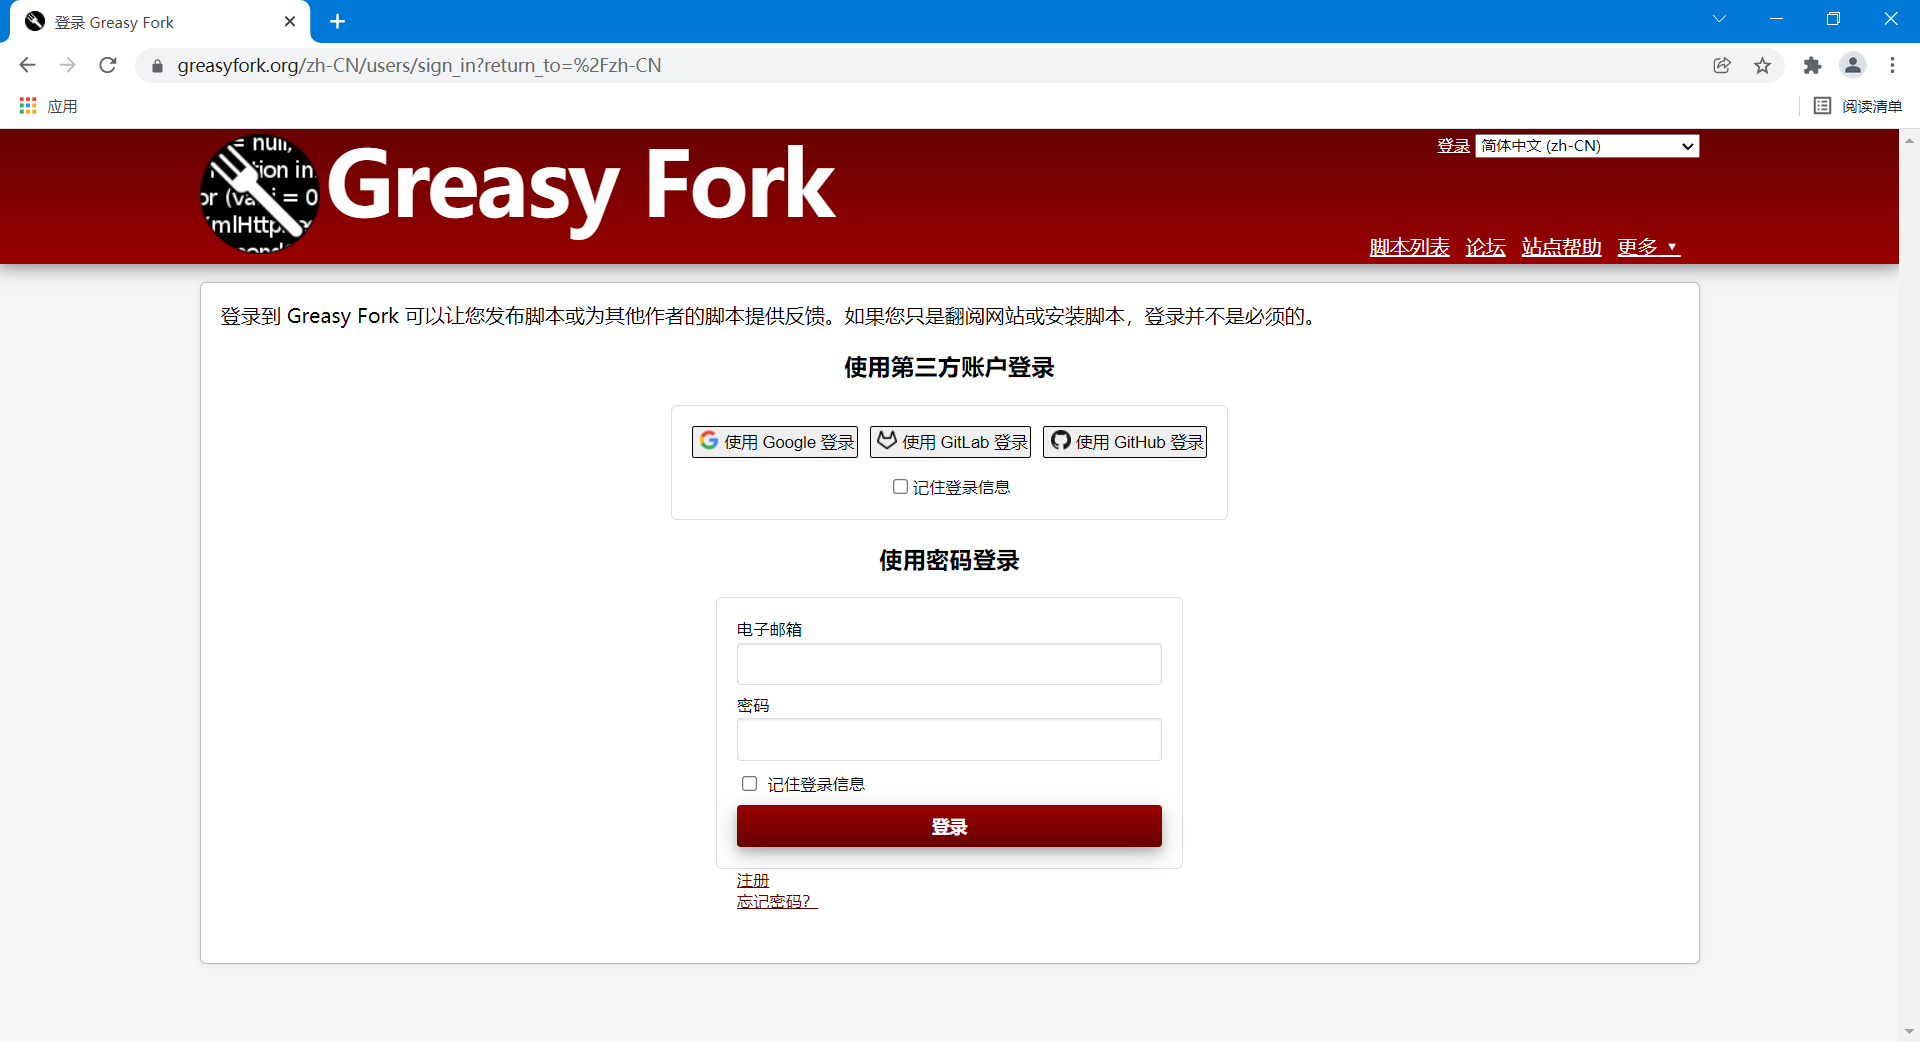 登录 Greasy Fork
greasyfork.org/zh-CN/users/sign_in?return_to=%2Fzh-CN
应用
阅读清单
Greasy Fork
登录 简体中文 (zh-CN)
脚本列表 论坛 站点帮助 更多 ▼
登录到 Greasy Fork 可以让您发布脚本或为其他作者的脚本提供反馈。如果您只是翻阅网站或安装脚本，登录并不是必须的。
使用第三方账户登录
使用 Google 登录 使用 GitLab 登录 使用 GitHub 登录
记住登录信息
使用密码登录
电子邮箱
密码
记住登录信息
登录
注册
忘记密码？